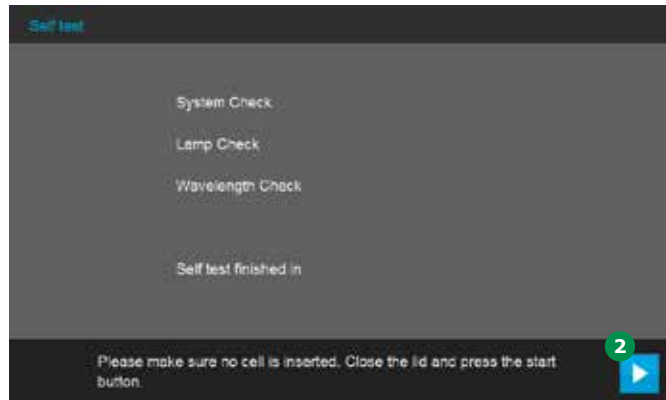 Self test
System Check
Lamp Check
Wavelength Check
Self test finished in
2
Please make sure no cell is inserted. Close the lid and press the start
button.